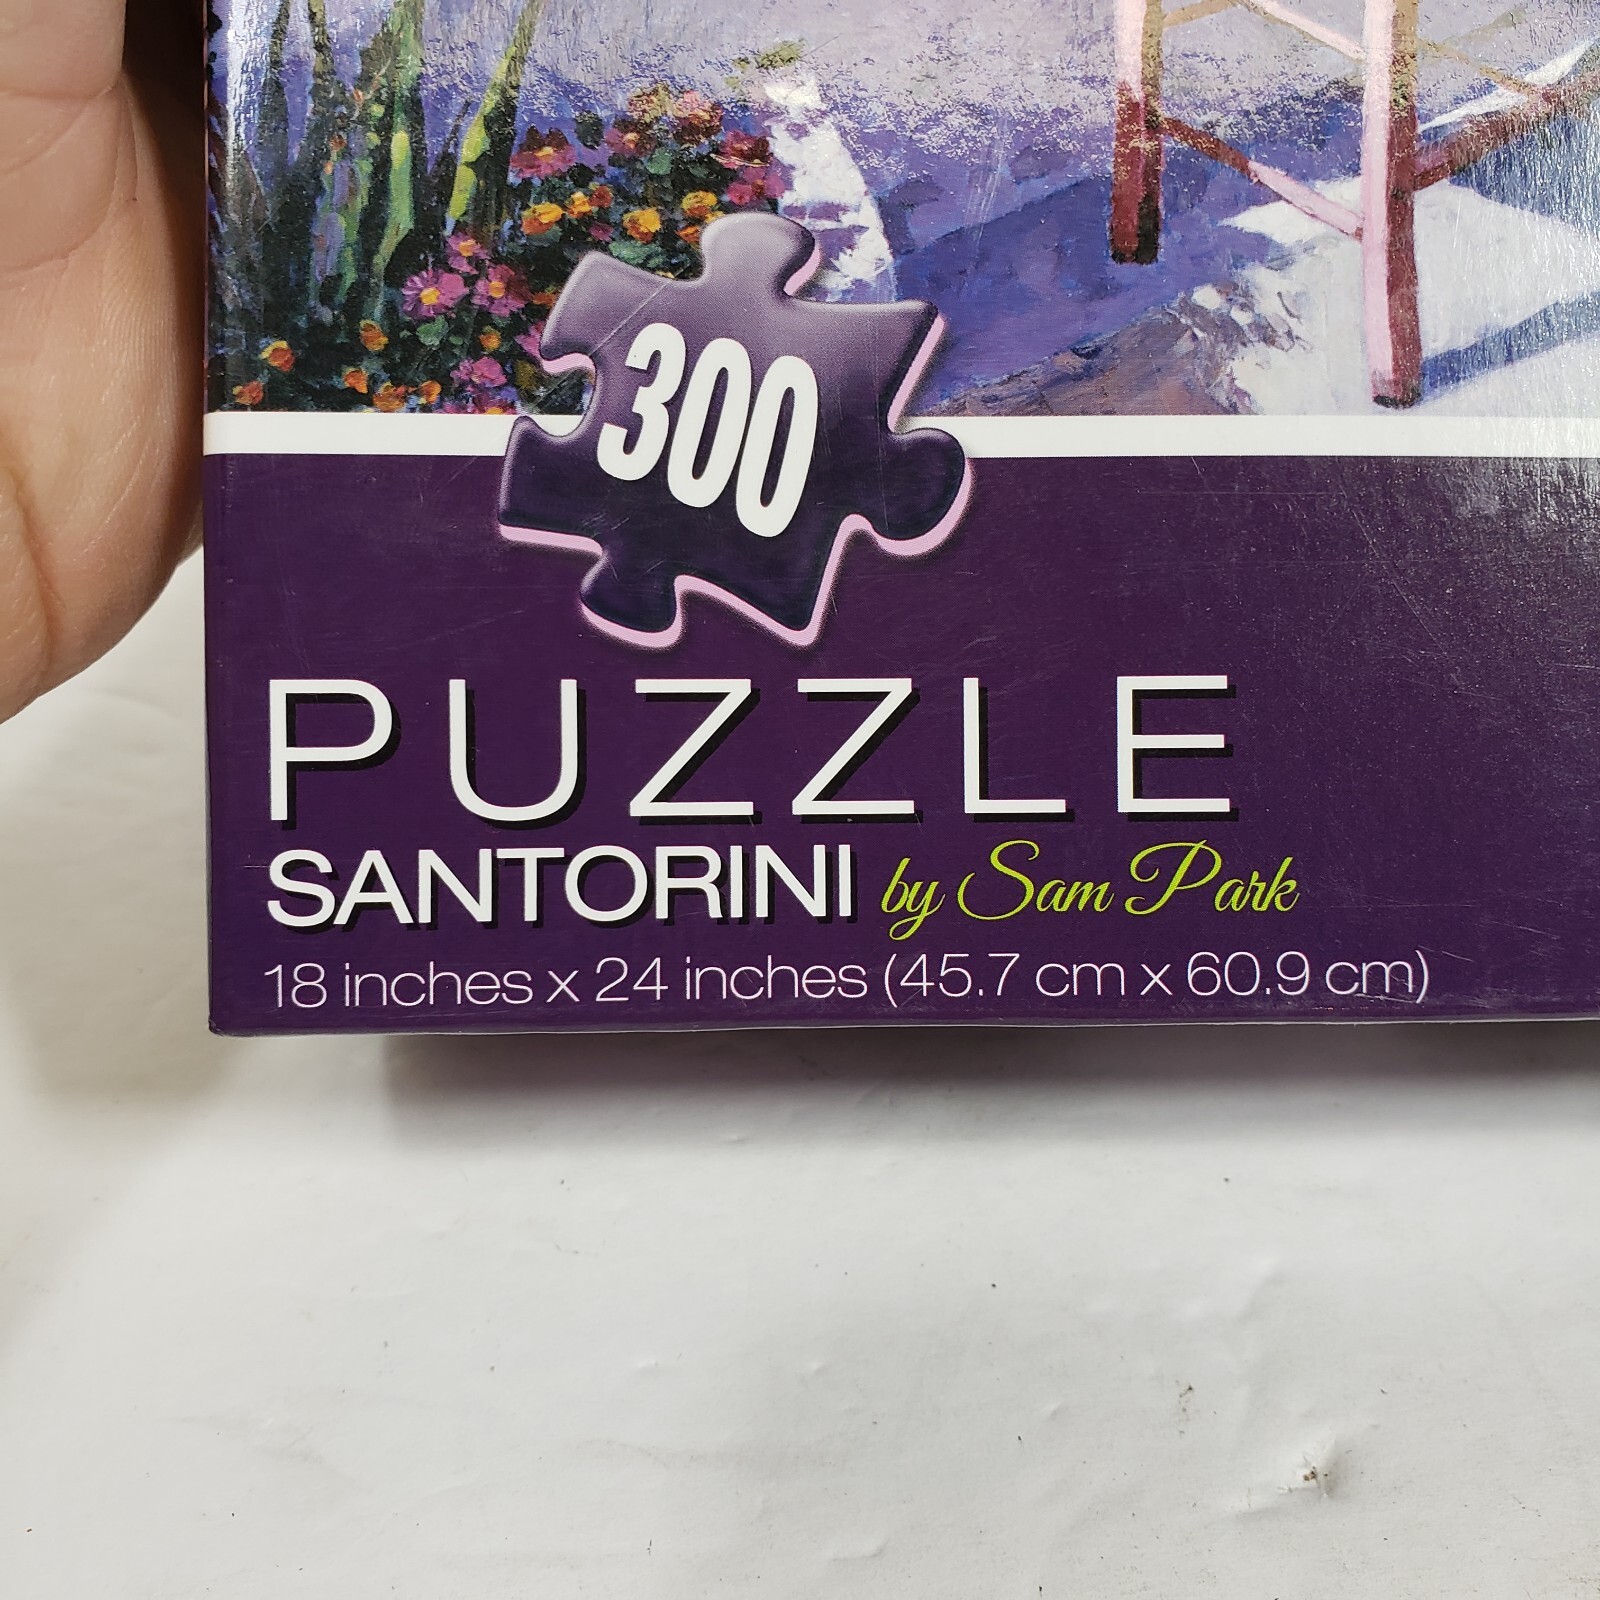 300
PUZZLE
SANTORINI by Sam Park
18 inches x 24 inches (45.7 cm x 60.9 cm)